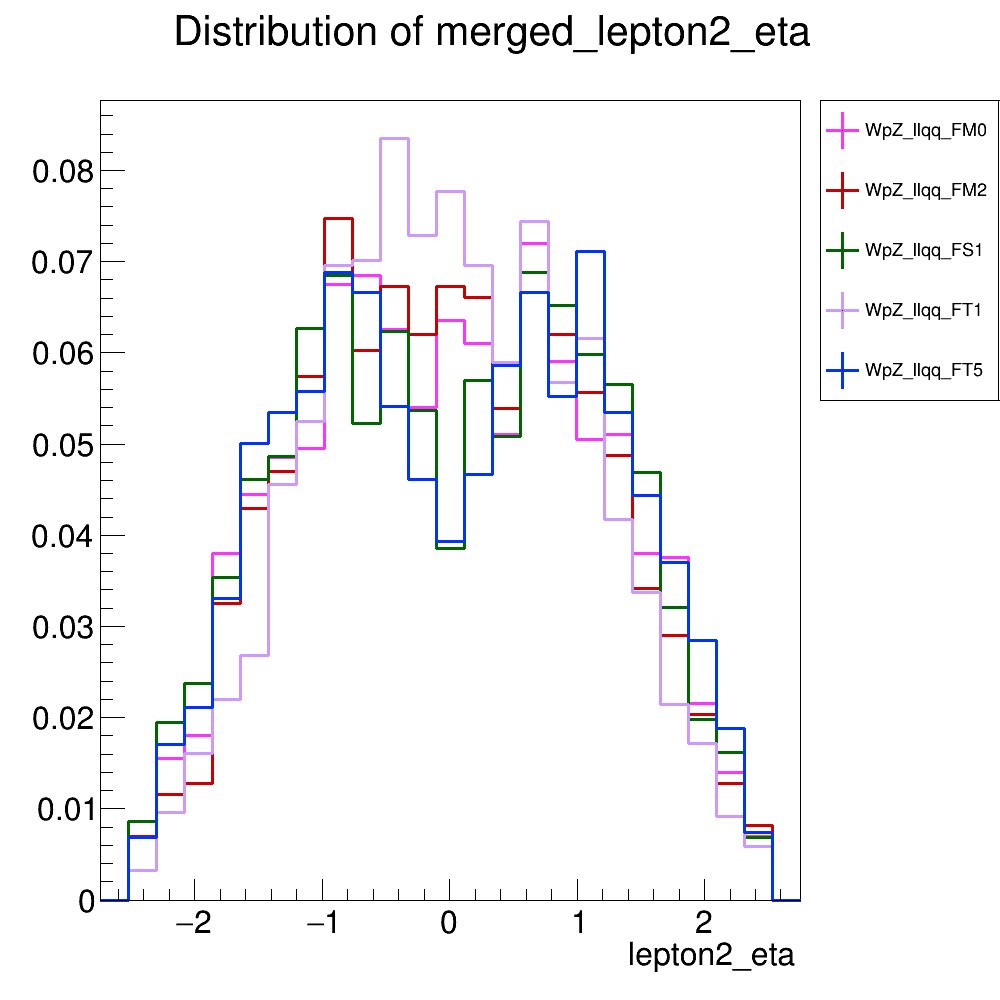 Distribution of merged_lepton2_eta
WpZ_llqq_FM0
WpZ_llqq_FM2
WpZ_llqq_FS1
WpZ_llqq_FT1
WpZ_llqq_FT5
0.08
0.07
0.06
0.05
0.04
0.03
0.02
0.01
0
−2 −1 0 1 2
lepton2_eta